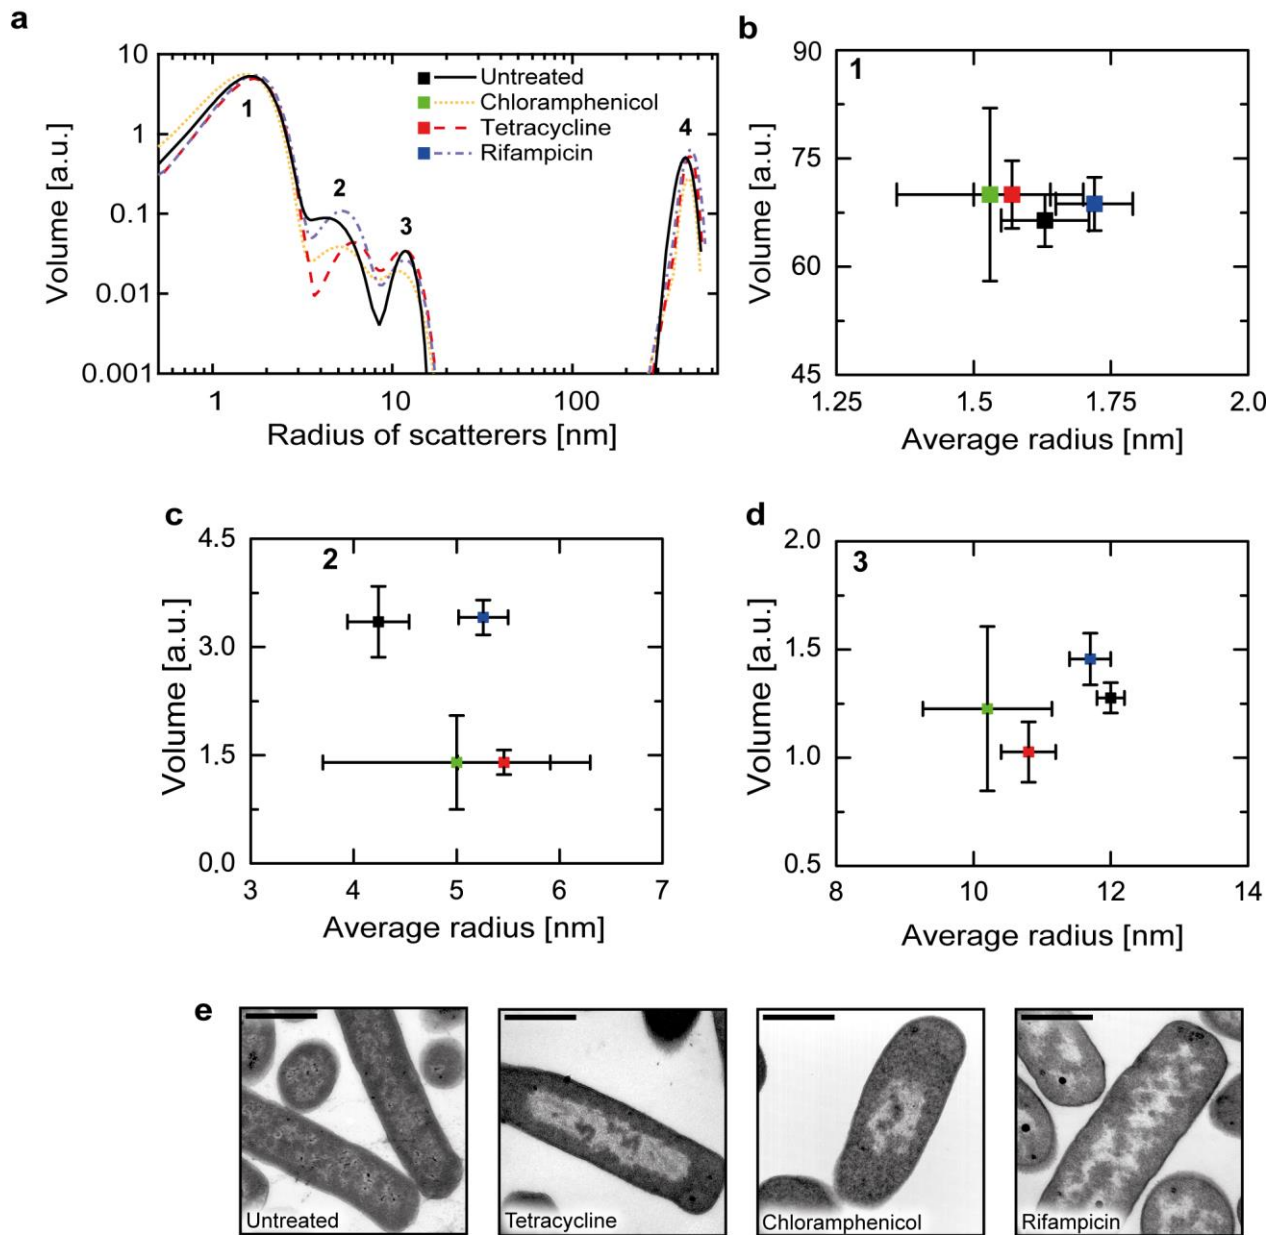 a
10
1
0.1
0.01
0.001
Volume [a.u.]
1
2
3
4
Untreated
Chloramphenicol
Tetracycline
Rifampicin
1 10 100
Radius of scatterers [nm]
b
1
90
75
60
45
Volume [a.u.]
1.25 1.5 1.75 2.0
Average radius [nm]
c
2
4.5
3.0
1.5
0.0
Volume [a.u.]
3 4 5 6 7
Average radius [nm]
d
3
2.0
1.5
1.0
0.5
Volume [a.u.]
8 10 12 14
Average radius [nm]
e
Untreated
Tetracycline
Chloramphenicol
Rifampicin